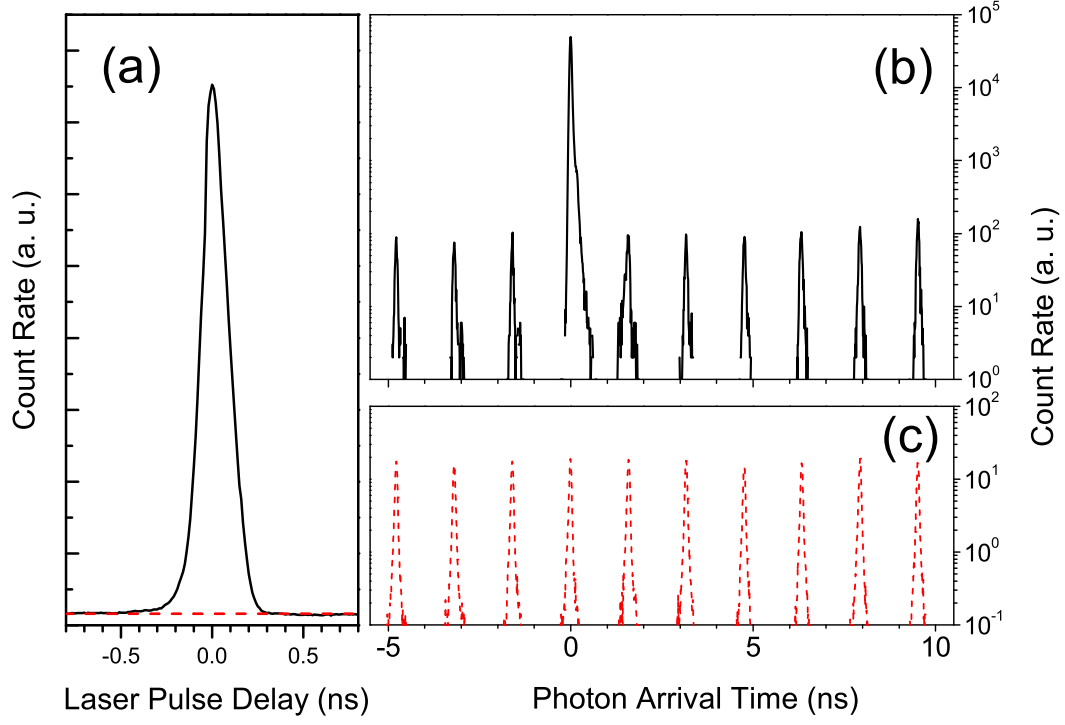 (a)
Count Rate (a. u.)
-0.5 0.0 0.5
Laser Pulse Delay (ns)
(b)
10^5
10^4
10^3
10^2
10^1
10^0
Count Rate (a. u.)
(c)
10^2
10^1
10^0
10^-1
-5 0 5 10
Photon Arrival Time (ns)